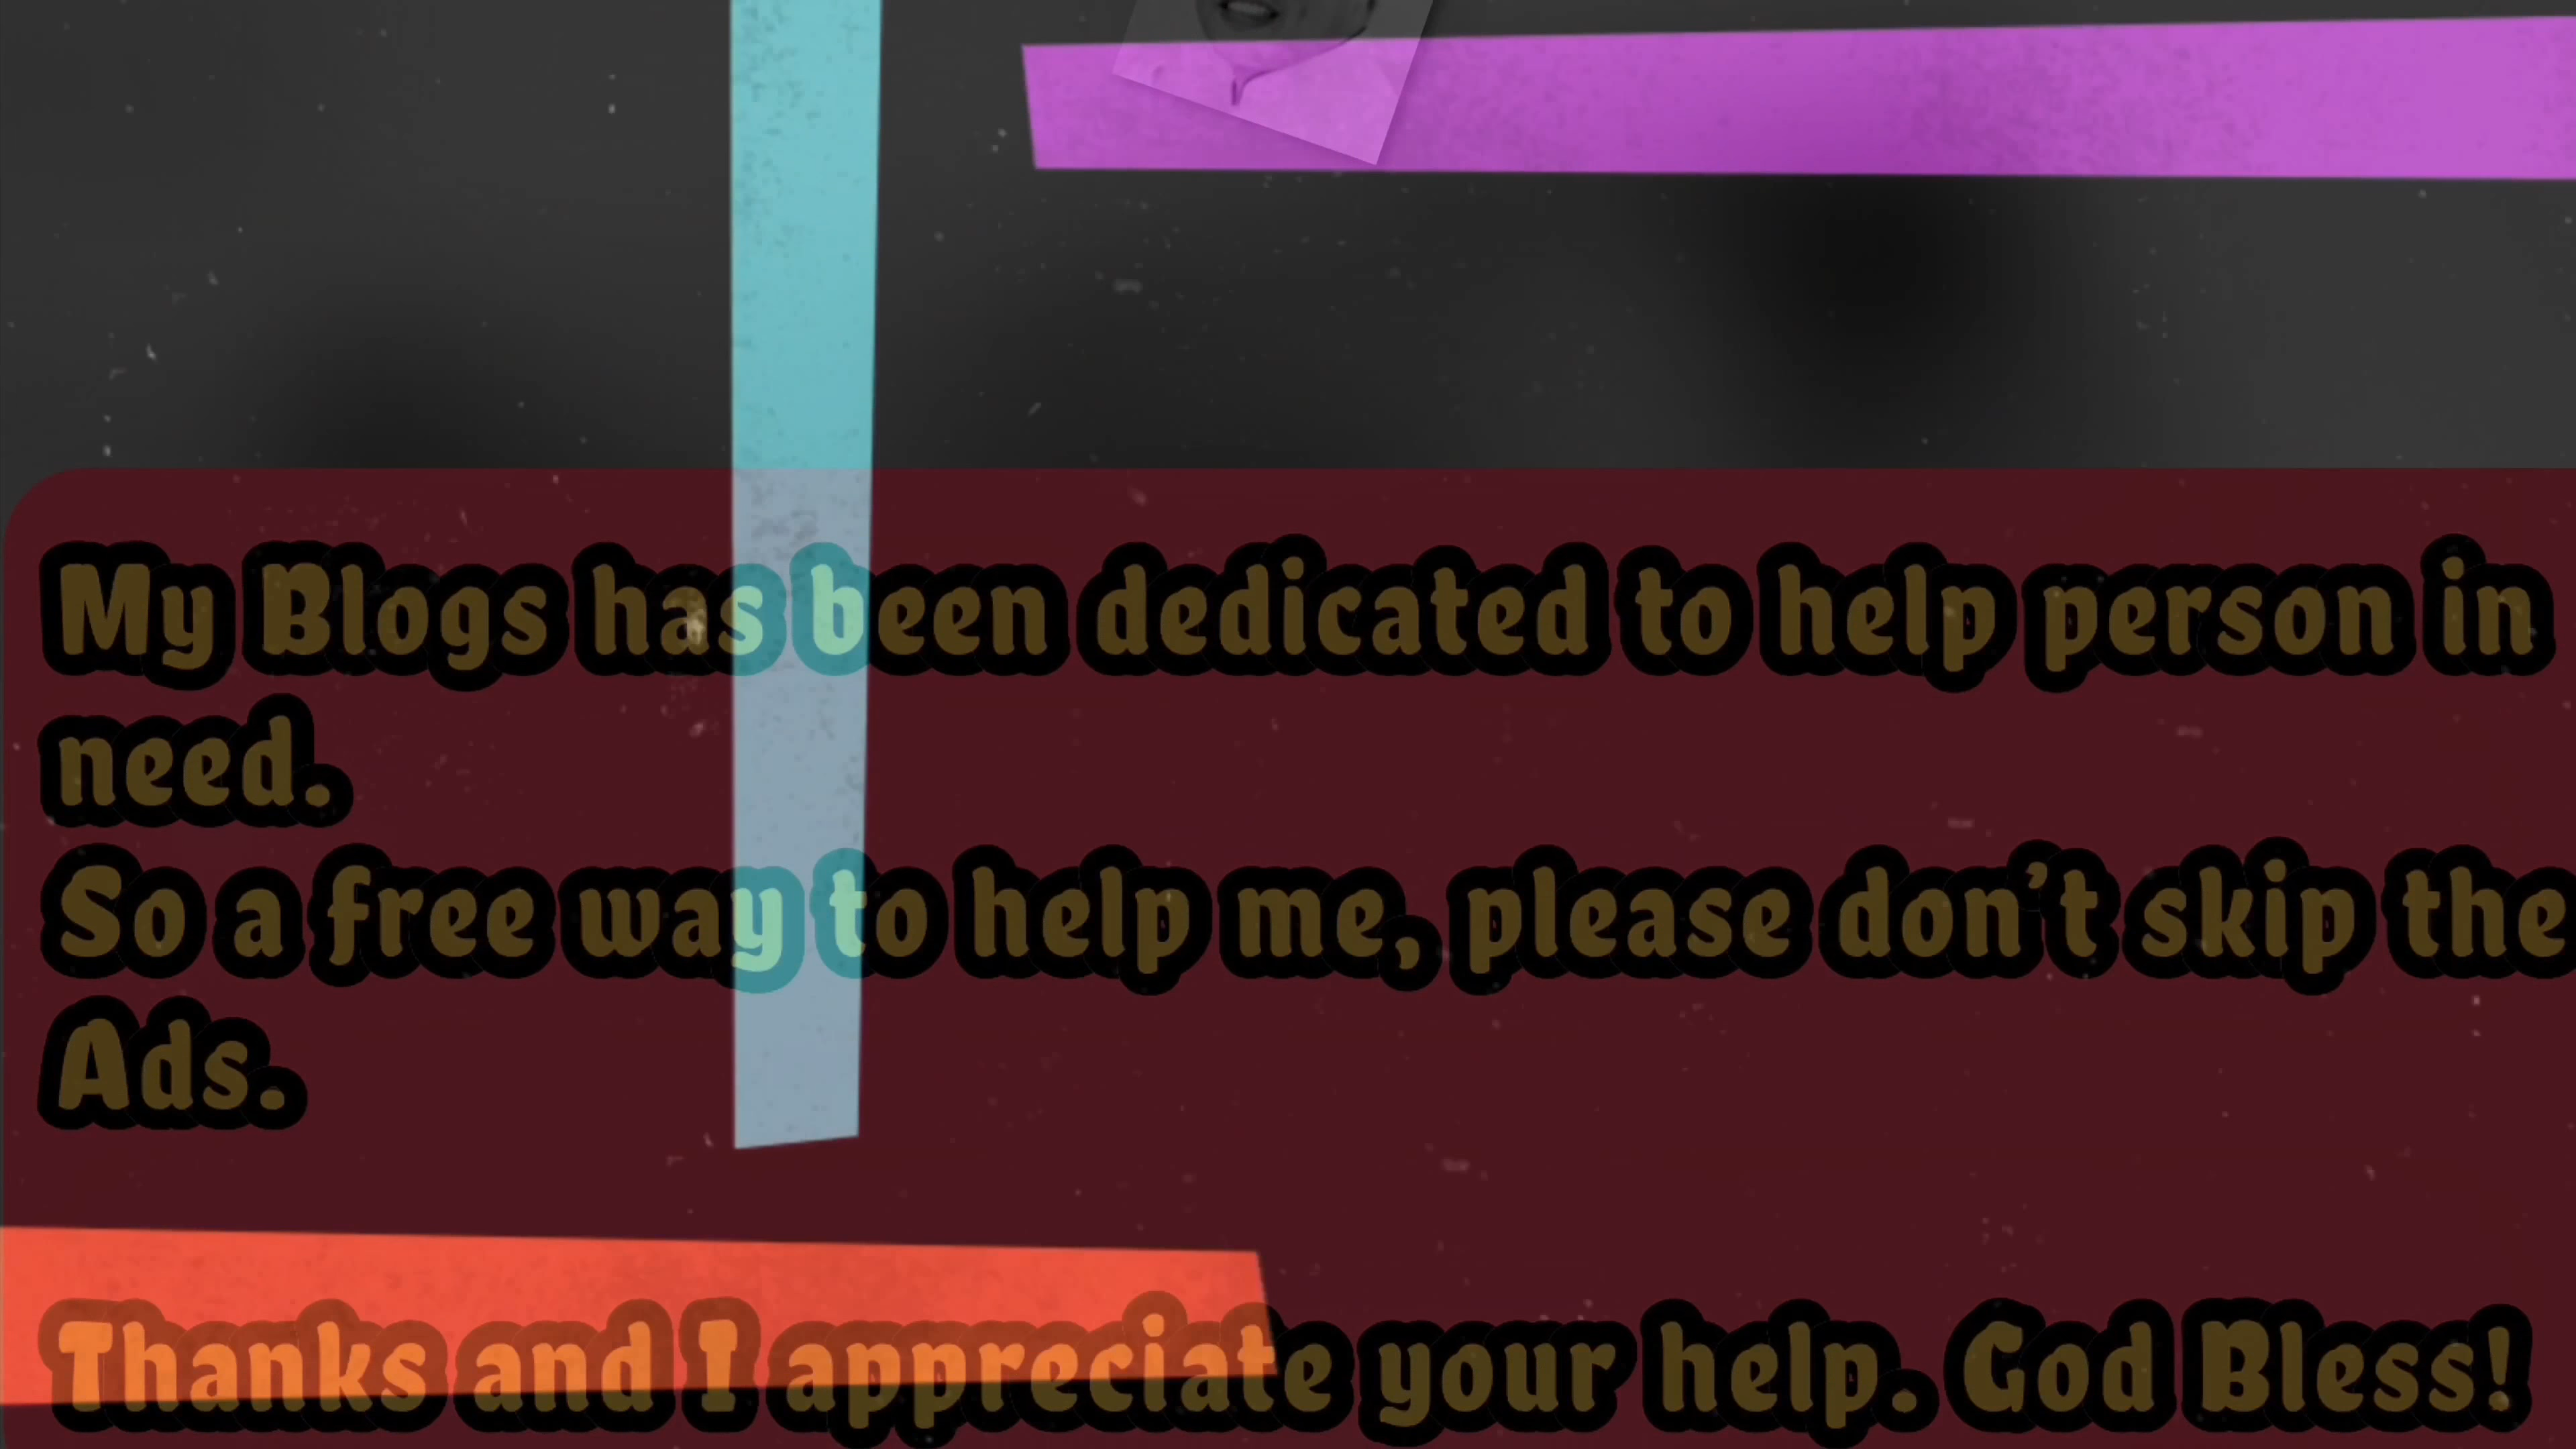 My Blogs has been dedicated to help person in
need.
So a free way to help me, please don't skip the
Ads.
Thanks and I appreciate your help. God Bless!